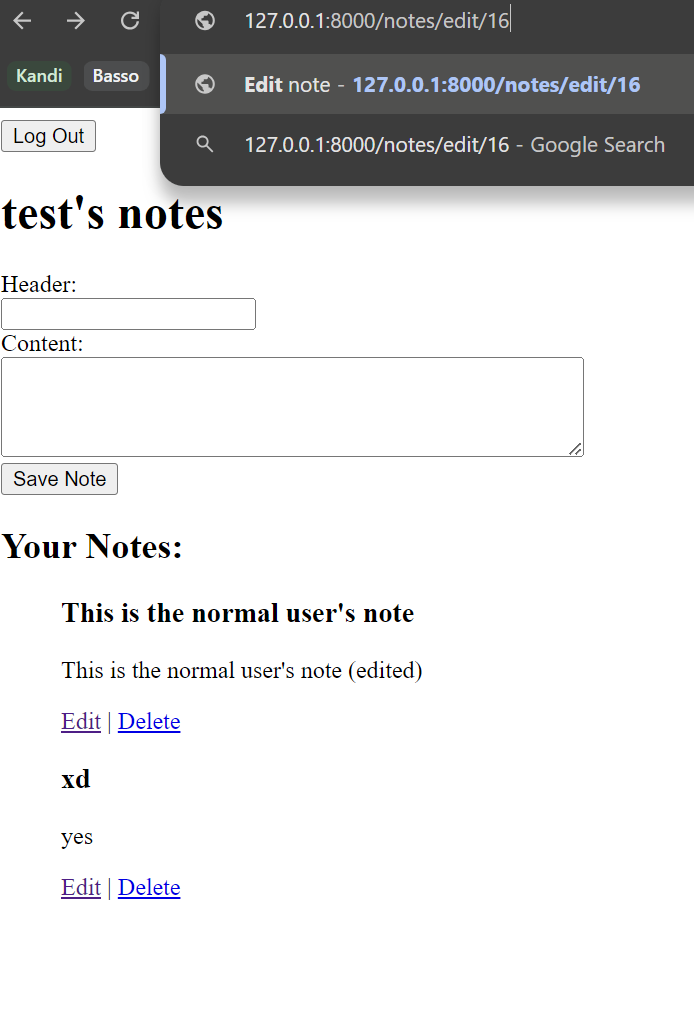 127.0.0.1:8000/notes/edit/16
Kandi Basso
Edit note - 127.0.0.1:8000/notes/edit/16
127.0.0.1:8000/notes/edit/16 - Google Search
Log Out
test's notes
Header:
Content:
Save Note
Your Notes:
This is the normal user's note
This is the normal user's note (edited)
Edit | Delete
xd
yes
Edit | Delete